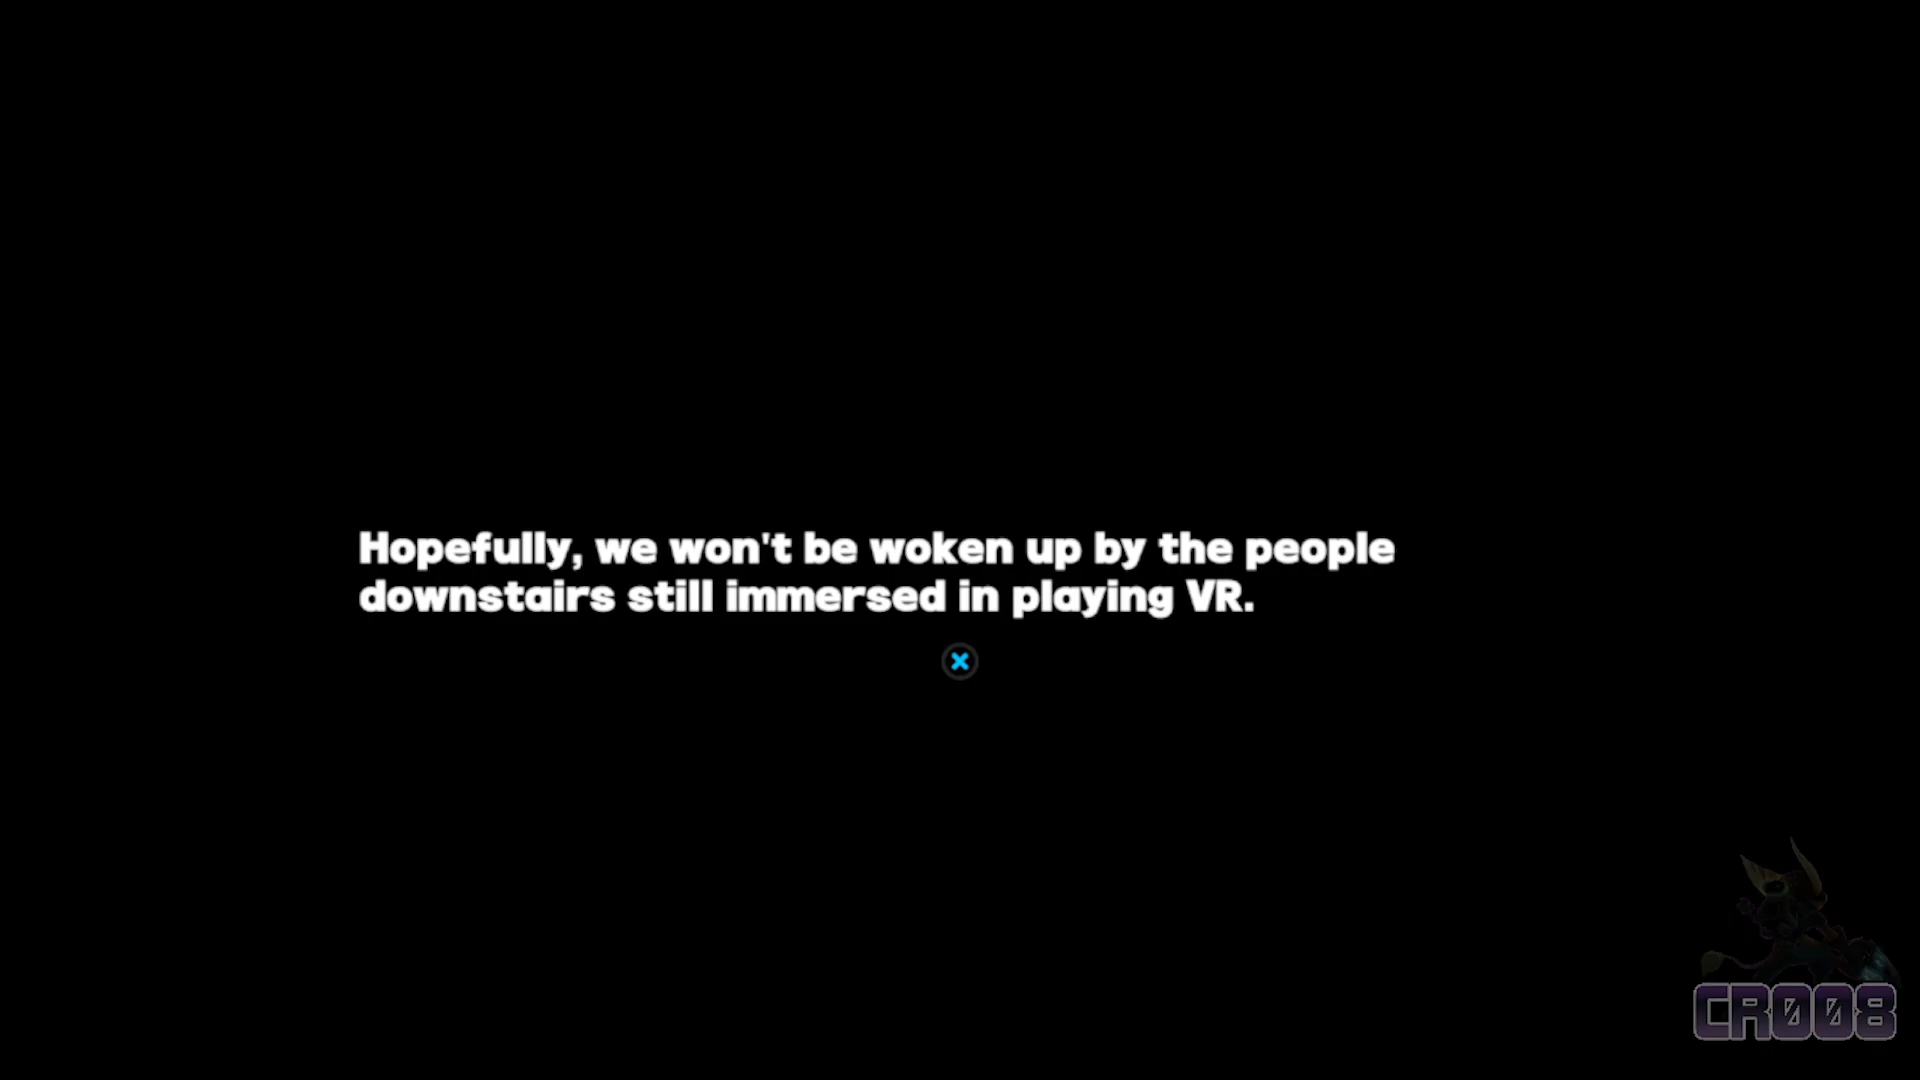 Hopefully, we won't be woken up by the people
downstairs still immersed in playing VR.
CR008